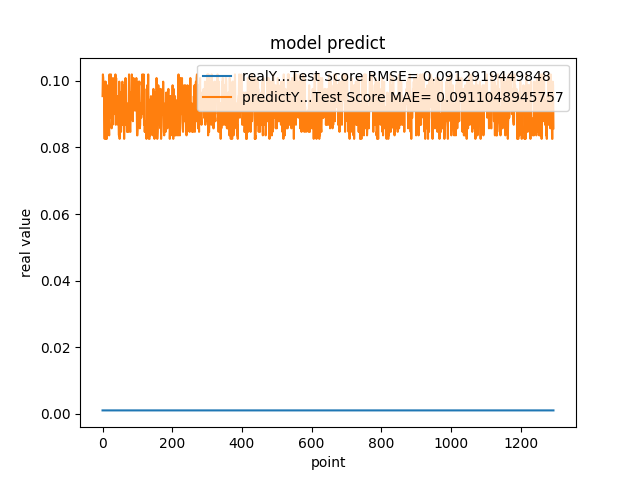 model predict
realY...Test Score RMSE= 0.0912919449848
predictY...Test Score MAE= 0.0911048945757
0.10
0.08
0.06
0.04
0.02
0.00
real value
0 200 400 600 800 1000 1200
point